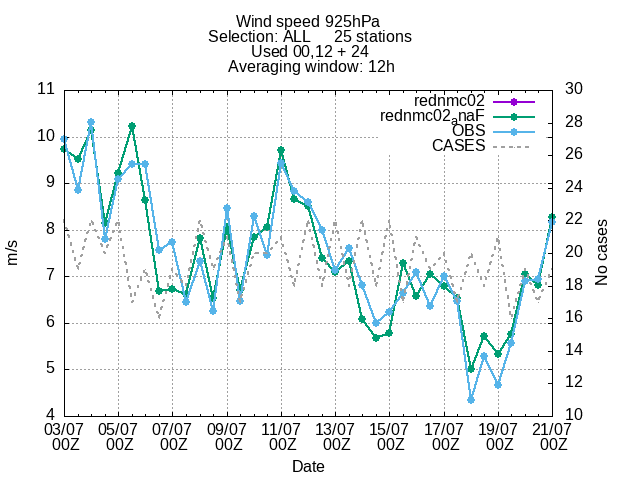 Wind speed 925hPa
Selection: ALL 25 stations
Used 00,12 + 24
Averaging window: 12h
11 30
rednmc02
rednmc02_anaF
OBS
CASES
10 28
26
9 24
8 22
20
7 18
6 16
14
5 12
4 10
m/s
No cases
03/07 05/07 07/07 09/07 11/07 13/07 15/07 17/07 19/07 21/07
00Z 00Z 00Z 00Z 00Z 00Z 00Z 00Z 00Z 00Z
Date